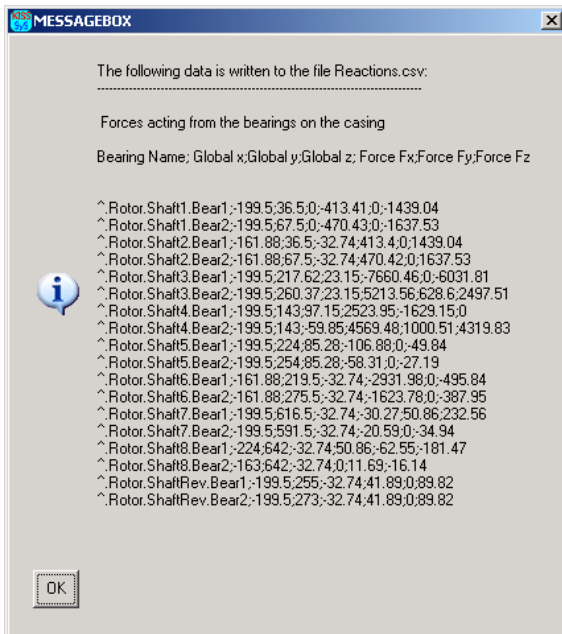 KISS
SyS
MESSAGEBOX
The following data is written to the file Reactions.csv:
--------------------------------------------------------------------------------
Forces acting from the bearings on the casing
Bearing Name; Global x;Global y;Global z; Force Fx;Force Fy;Force Fz
^.Rotor.Shaft1.Bear1;-199.5;36.5;0;-413.41;0;-1439.04
^.Rotor.Shaft1.Bear2;-199.5;67.5;0;-470.43;0;-1637.53
^.Rotor.Shaft2.Bear1;-161.88;36.5;-32.74;413.4;0;1439.04
^.Rotor.Shaft2.Bear2;-161.88;67.5;-32.74;470.42;0;1637.53
^.Rotor.Shaft3.Bear1;-199.5;217.62;23.15;-7660.46;0;-6031.81
^.Rotor.Shaft3.Bear2;-199.5;260.37;23.15;5213.56;628.6;2497.51
^.Rotor.Shaft4.Bear1;-199.5;143;97.15;2523.95;-1629.15;0
^.Rotor.Shaft4.Bear2;-199.5;143;-59.85;4569.48;1000.51;4319.83
^.Rotor.Shaft5.Bear1;-199.5;224;85.28;-106.88;0;-49.84
^.Rotor.Shaft5.Bear2;-199.5;254;85.28;-58.31;0;-27.19
^.Rotor.Shaft6.Bear1;-161.88;219.5;-32.74;-2931.98;0;-495.84
^.Rotor.Shaft6.Bear2;-161.88;275.5;-32.74;-1623.78;0;-387.95
^.Rotor.Shaft7.Bear1;-199.5;616.5;-32.74;-30.27;50.86;232.56
^.Rotor.Shaft7.Bear2;-199.5;591.5;-32.74;-20.59;0;-34.94
^.Rotor.Shaft8.Bear1;-224;642;-32.74;50.86;-62.55;-181.47
^.Rotor.Shaft8.Bear2;-163;642;-32.74;0;11.69;-16.14
^.Rotor.ShaftRev.Bear1;-199.5;255;-32.74;41.89;0;89.82
^.Rotor.ShaftRev.Bear2;-199.5;273;-32.74;41.89;0;89.82
OK